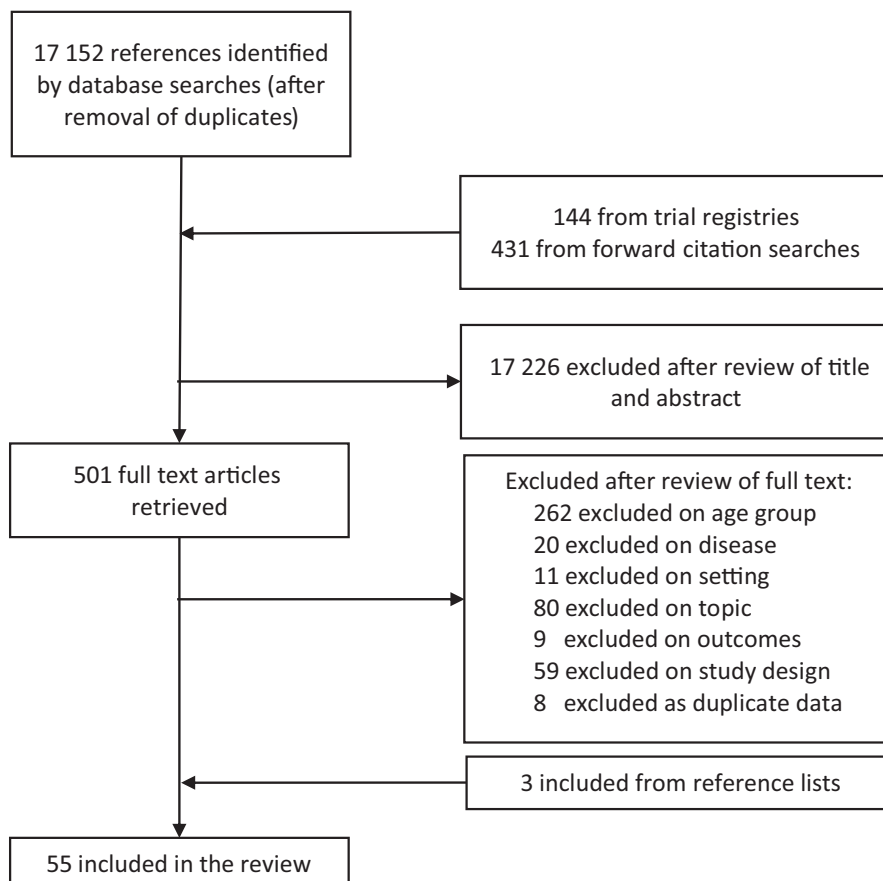 17 152 references identified
by database searches (after
removal of duplicates)
144 from trial registries
431 from forward citation searches
17 226 excluded after review of title
and abstract
501 full text articles
retrieved
Excluded after review of full text:
262 excluded on age group
20 excluded on disease
11 excluded on setting
80 excluded on topic
9 excluded on outcomes
59 excluded on study design
8 excluded as duplicate data
3 included from reference lists
55 included in the review